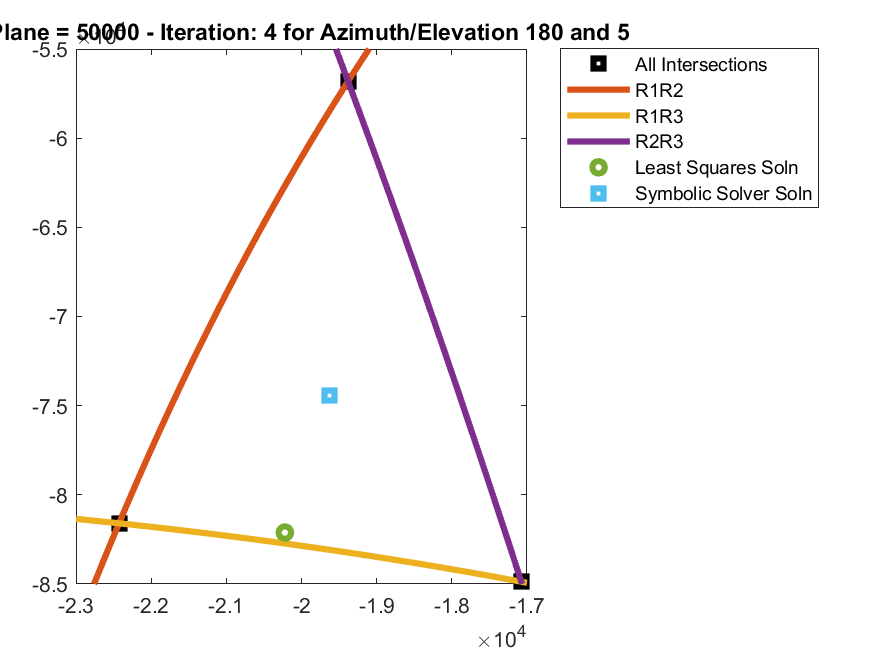 Plane = 50000 - Iteration: 4 for Azimuth/Elevation 180 and 5
-5.5
-6
-6.5
-7
-7.5
-8
-8.5
-2.3 -2.2 -2.1 -2 -1.9 -1.8 -1.7
×10⁴
All Intersections
R1R2
R1R3
R2R3
Least Squares Soln
Symbolic Solver Soln